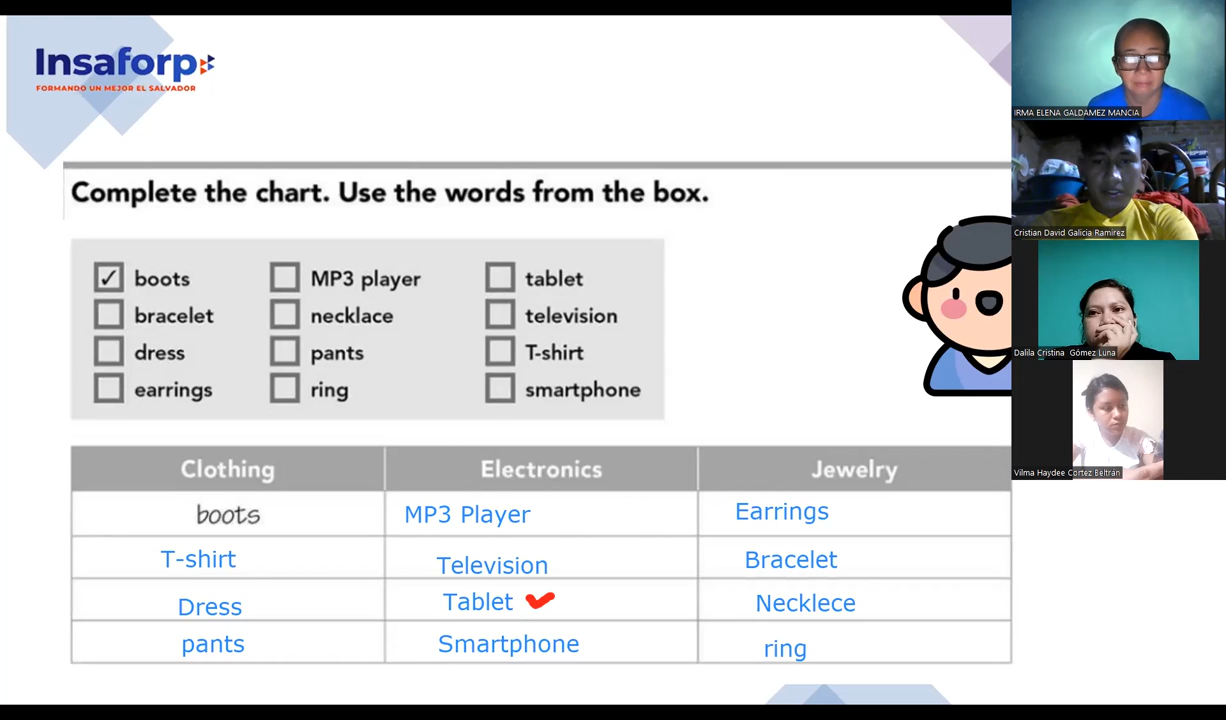 Insaforp
FORMANDO UN MEJOR EL SALVADOR
Complete the chart. Use the words from the box.
✓ boots
bracelet
dress
earrings
MP3 player
necklace
pants
ring
tablet
television
T-shirt
smartphone
Clothing Electronics Jewelry
boots MP3 Player Earrings
T-shirt Television Bracelet
Dress Tablet Necklece
pants Smartphone ring
IRMA ELENA GALDAMEZ MANCIA
Cristian David Galicia Ramirez
Dalila Cristina Gómez Luna
Vilma Haydee Cortez Beltrán